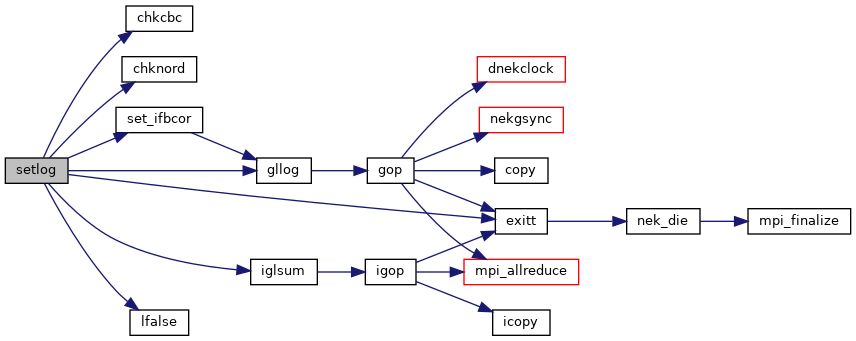 chkcbc
chknord
set_ifbcor
setlog
gllog
iglsum
lfalse
gop
igop
dnekclock
nekgsync
copy
exitt
mpi_allreduce
icopy
nek_die
mpi_finalize